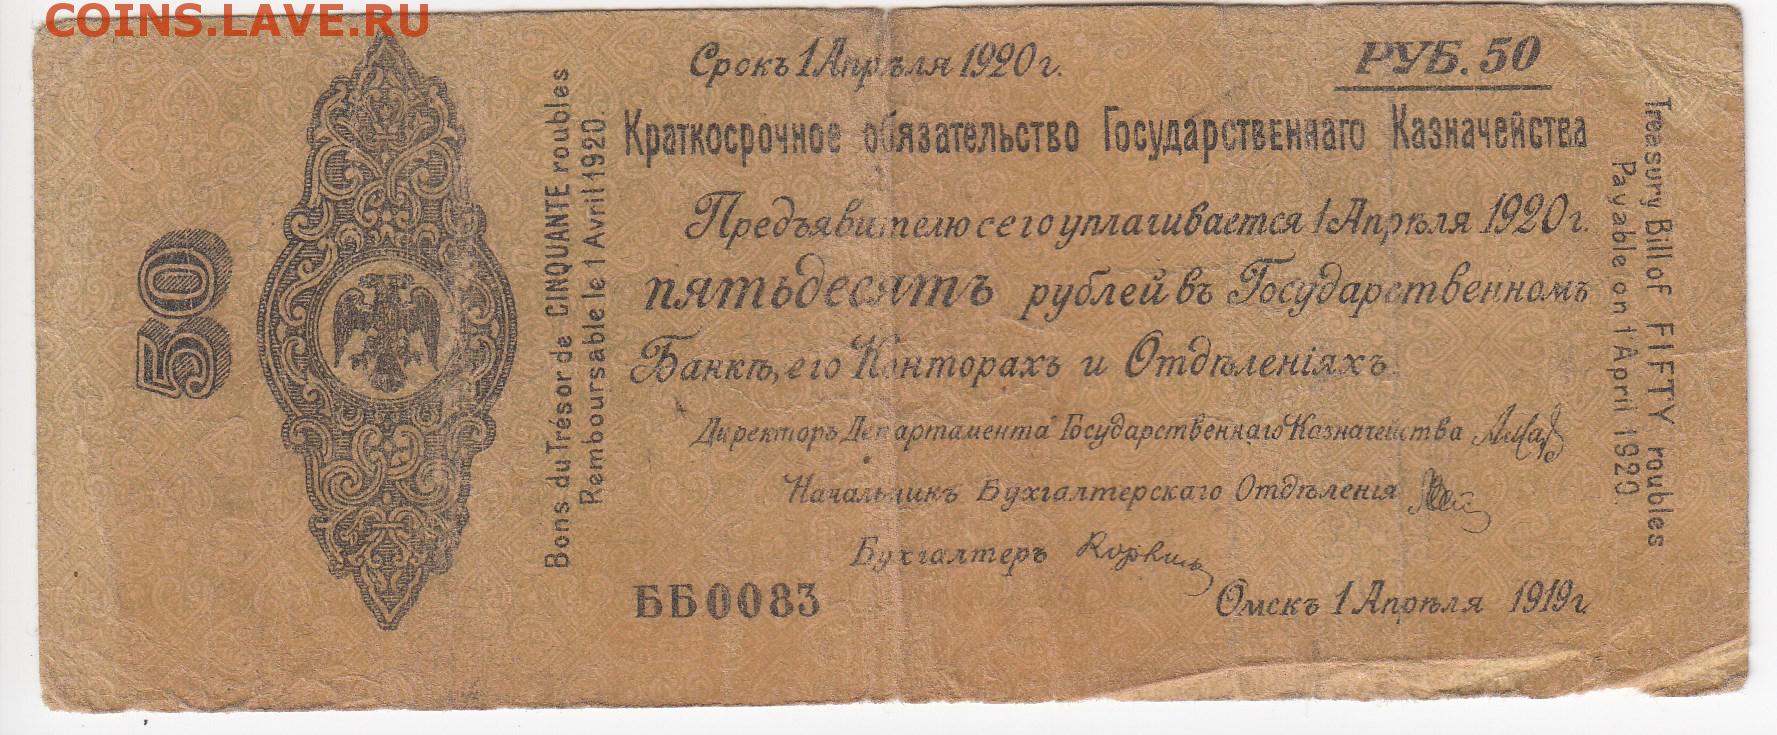 COINS.LAVE.RU
Срокъ 1 Апрѣля 1920 г.
РУБ. 50
Краткосрочное обязательство Государственнаго Казначейства
Предъявителю сего уплачивается 1 Апрѣля 1920 г.
пятьдесятъ рублей въ Государственномъ
Банкѣ, его Конторахъ и Отдѣленіяхъ.
Директоръ Департамента Государственнаго Казначейства
Начальникъ Бухгалтерскаго Отдѣленія
Бухгалтеръ
ББ0083
Омскъ 1 Апрѣля 1919 г.
50
Bons du Trésor de CINQUANTE roubles
Remboursable le 1 Avril 1920.
Treasury Bill of FIFTY roubles
Payable on 1 April 1920.